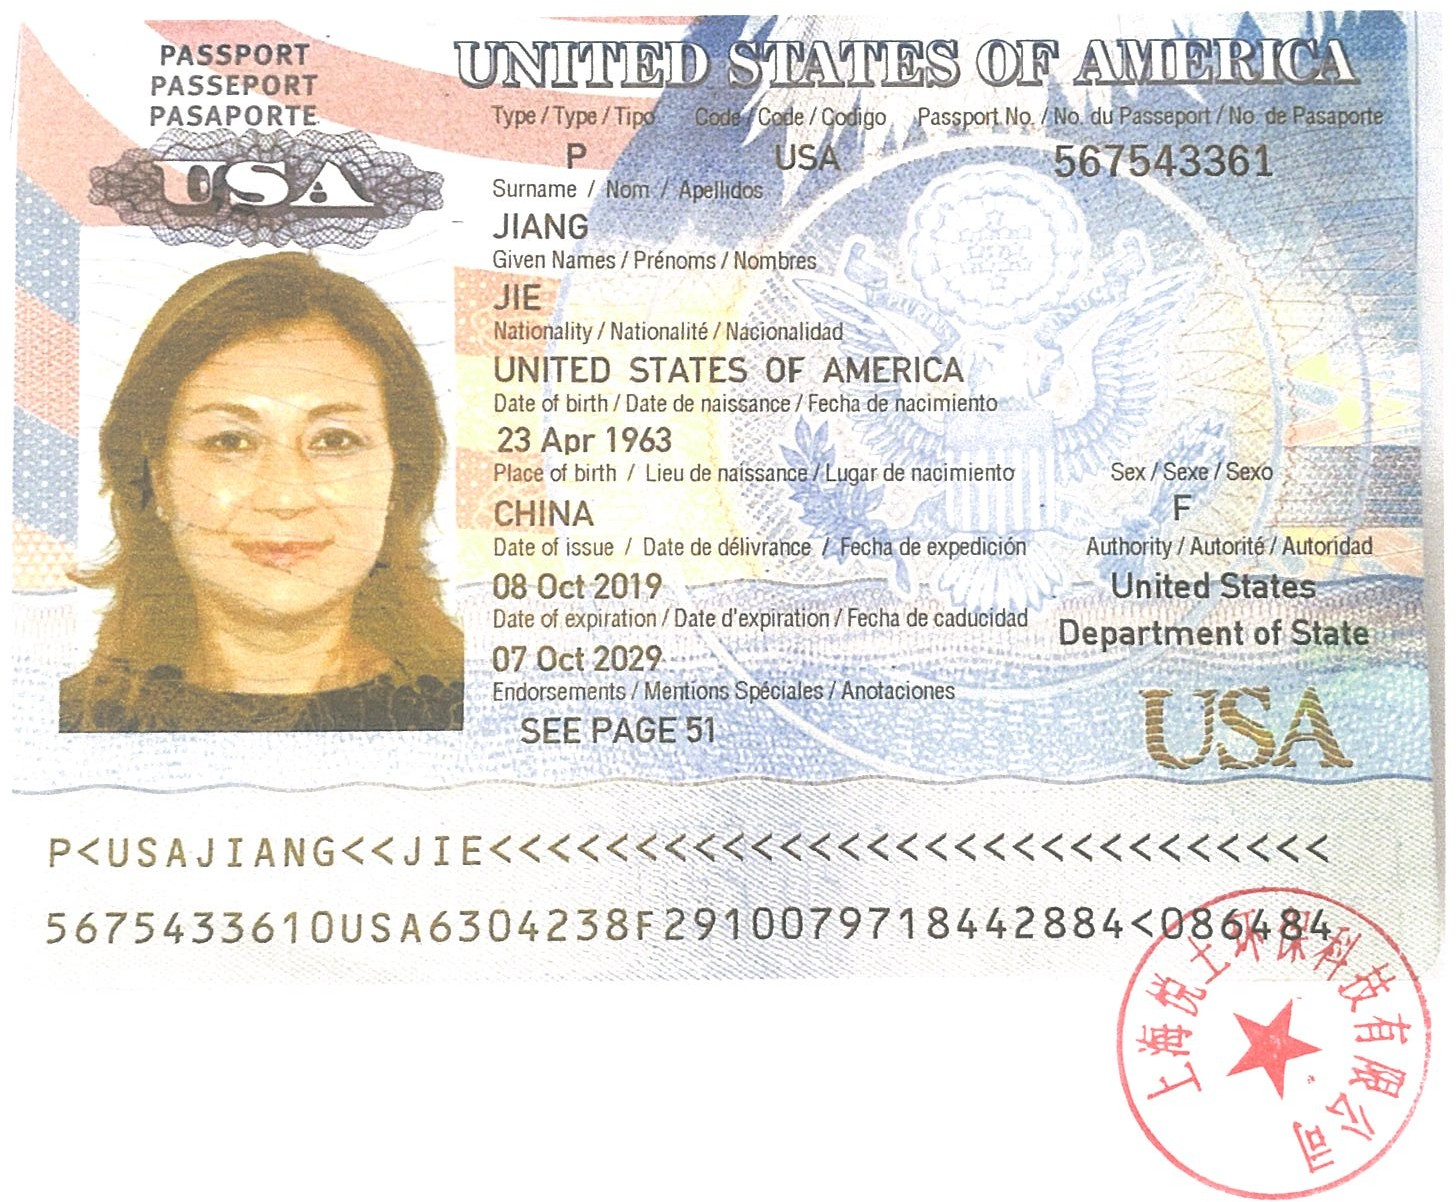 PASSPORT
PASSEPORT
PASAPORTE
USA
UNITED STATES OF AMERICA
Type / Type / Tipo Code / Code / Codigo Passport No. / No. du Passeport / No. de Pasaporte
P USA 567543361
Surname / Nom / Apellidos
JIANG
Given Names / Prénoms / Nombres
JIE
Nationality / Nationalité / Nacionalidad
UNITED STATES OF AMERICA
Date of birth / Date de naissance / Fecha de nacimiento
23 Apr 1963
Place of birth / Lieu de naissance / Lugar de nacimiento Sex / Sexe / Sexo
CHINA F
Date of issue / Date de délivrance / Fecha de expedición Authority / Autorité / Autoridad
08 Oct 2019 United States
Date of expiration / Date d'expiration / Fecha de caducidad Department of State
07 Oct 2029
Endorsements / Mentions Spéciales / Anotaciones
SEE PAGE 51
USA
P<USAJIANG<<JIE<<<<<<<<<<<<<<<<<<<<<<<<<<<<<
5675433610USA6304238F2910079718442884<086484
上海悦土环保科技有限公司